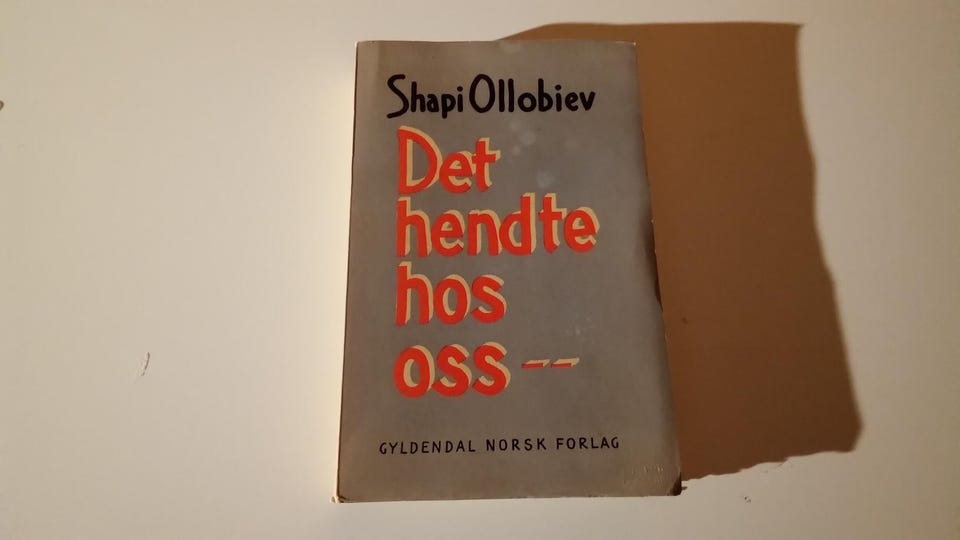 Shapi Ollobiev
Det
hendte
hos
oss--
GYLDENDAL NORSK FORLAG